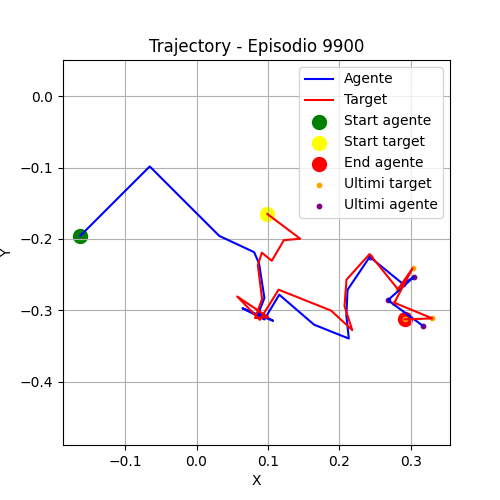 Trajectory - Episodio 9900
Agente
Target
Start agente
Start target
End agente
Ultimi target
Ultimi agente
0.0
−0.1
−0.2
−0.3
−0.4
Y
−0.1
0.0
0.1
0.2
0.3
X